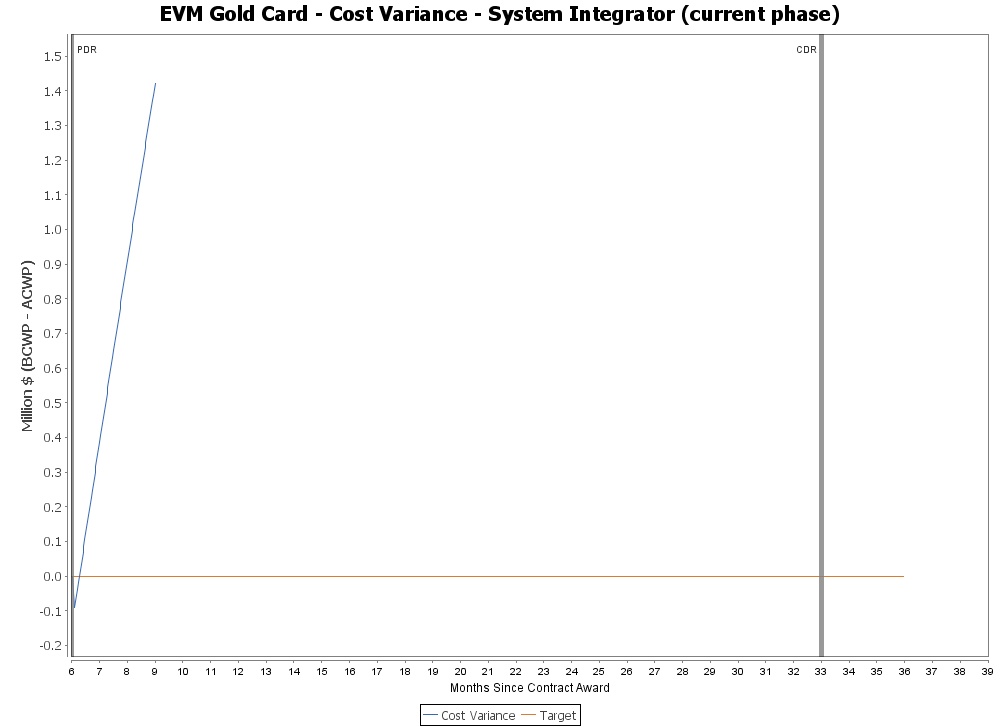 EVM Gold Card - Cost Variance - System Integrator (current phase)
PDR
CDR
1.5
1.4
1.3
1.2
1.1
1.0
0.9
0.8
0.7
0.6
0.5
0.4
0.3
0.2
0.1
0.0
-0.1
-0.2
Million $ (BCWP - ACWP)
6 7 8 9 10 11 12 13 14 15 16 17 18 19 20 21 22 23 24 25 26 27 28 29 30 31 32 33 34 35 36 37 38 39
Months Since Contract Award
Cost Variance Target